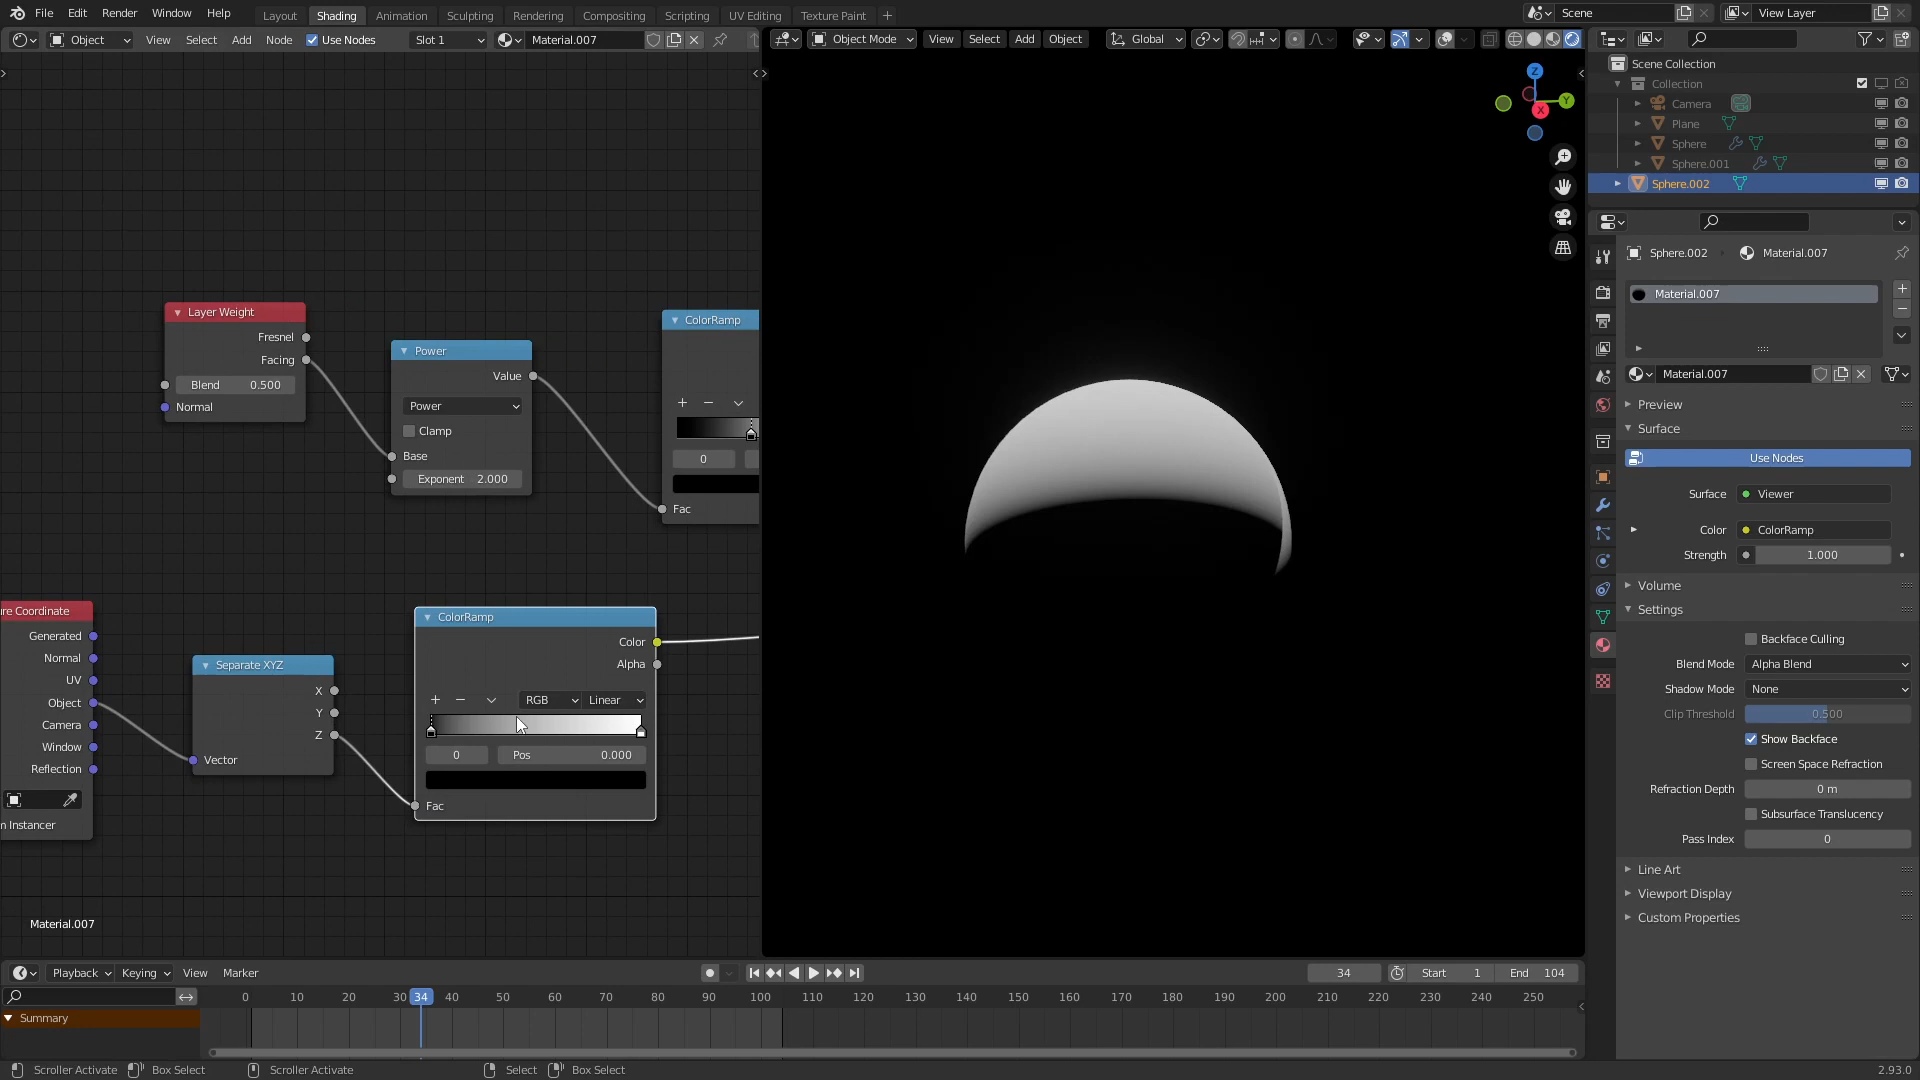 File Edit Render Window Help Layout Shading Animation Sculpting Rendering Compositing Scripting UV Editing Texture Paint + Scene View Layer
Object View Select Add Node Use Nodes Slot 1 Material.007 Object Mode View Select Add Object Global
Scene Collection
Collection
Camera
Plane
Sphere
Sphere.001
Sphere.002
Z
Y
X
Sphere.002 Material.007
Material.007
Material.007
Preview
Surface
Use Nodes
Surface Viewer
Color ColorRamp
Strength 1.000
Volume
Settings
Backface Culling
Blend Mode Alpha Blend
Shadow Mode None
Clip Threshold 0.500
Show Backface
Screen Space Refraction
Refraction Depth 0 m
Subsurface Translucency
Pass Index 0
Line Art
Viewport Display
Custom Properties
Layer Weight
Fresnel
Facing
Blend 0.500
Normal
Power
Value
Power
Clamp
Base
Exponent 2.000
ColorRamp
0
Fac
re Coordinate
Generated
Normal
UV
Object
Camera
Window
Reflection
m Instancer
Separate XYZ
X
Y
Z
Vector
ColorRamp
Color
Alpha
RGB Linear
0 Pos 0.000
Fac
Material.007
Playback Keying View Marker 34 Start 1 End 104
0 10 20 30 34 40 50 60 70 80 90 100 110 120 130 140 150 160 170 180 190 200 210 220 230 240 250
Summary
Scroller Activate Box Select Scroller Activate Select Box Select 2.93.0